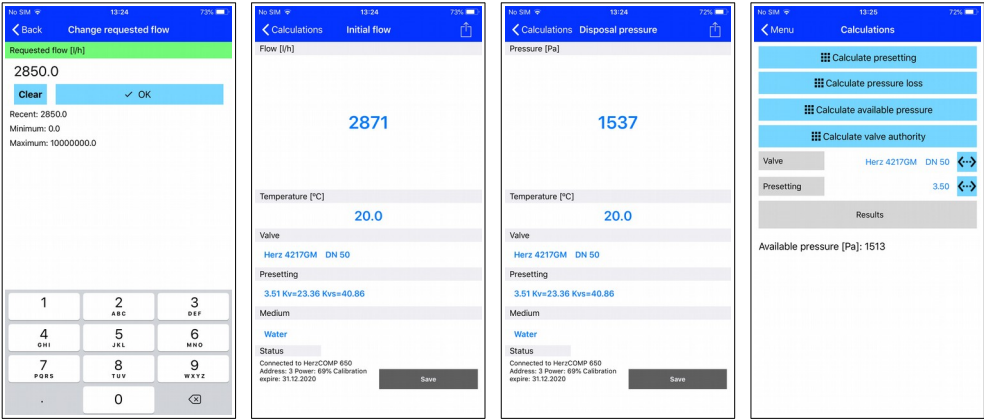 No SIM 13:24 73%
Back Change requested flow
Requested flow [l/h]
2850.0
Clear ✓ OK
Recent: 2850.0
Minimum: 0.0
Maximum: 10000000.0
1 2 3
ABC DEF
4 5 6
GHI JKL MNO
7 8 9
PQRS TUV WXYZ
. 0
No SIM 13:24 73%
Calculations Initial flow
Flow [l/h]
2871
Temperature [ºC]
20.0
Valve
Herz 4217GM DN 50
Presetting
3.51 Kv=23.36 Kvs=40.86
Medium
Water
Status
Connected to HerzCOMP 650
Address: 3 Power: 69% Calibration
expire: 31.12.2020
Save
No SIM 13:24 72%
Calculations Disposal pressure
Pressure [Pa]
1537
Temperature [ºC]
20.0
Valve
Herz 4217GM DN 50
Presetting
3.51 Kv=23.36 Kvs=40.86
Medium
Water
Status
Connected to HerzCOMP 650
Address: 3 Power: 69% Calibration
expire: 31.12.2020
Save
No SIM 13:25 72%
Menu Calculations
Calculate presetting
Calculate pressure loss
Calculate available pressure
Calculate valve authority
Valve Herz 4217GM DN 50
Presetting 3.50
Results
Available pressure [Pa]: 1513